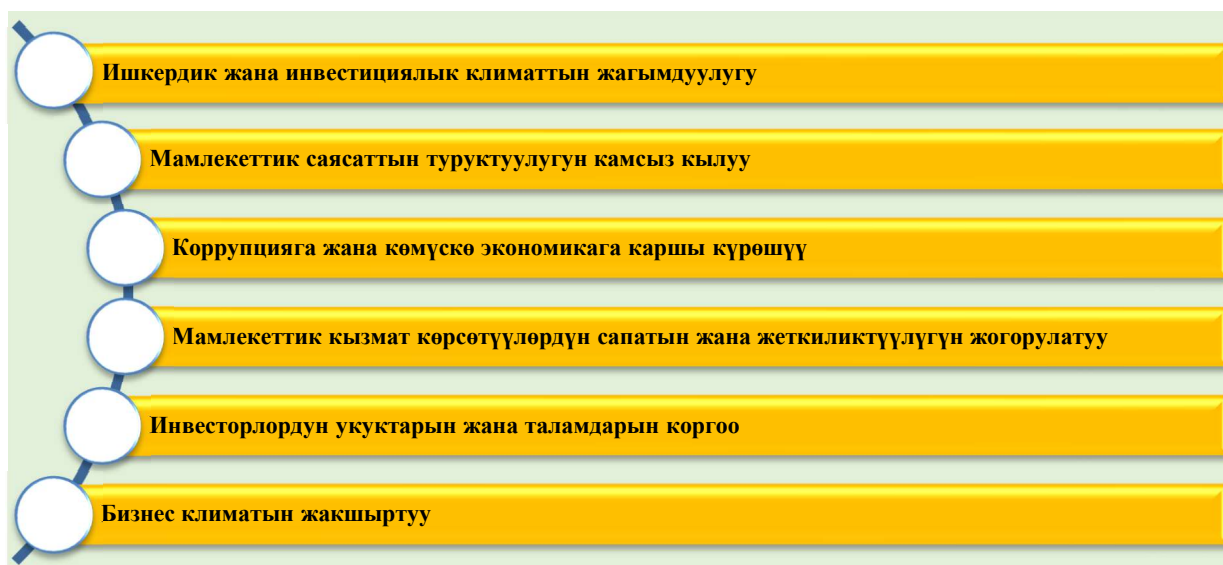 Ишкердик жана инвестициялык климаттын жагымдуулугу
Мамлекеттик саясаттын туруктуулугун камсыз кылуу
Коррупцияга жана көмүскө экономикага каршы күрөшүү
Мамлекеттик кызмат көрсөтүүлөрдүн сапатын жана жеткиликтүүлүгүн жогорулатуу
Инвесторлордун укуктарын жана таламдарын коргоо
Бизнес климатын жакшыртуу